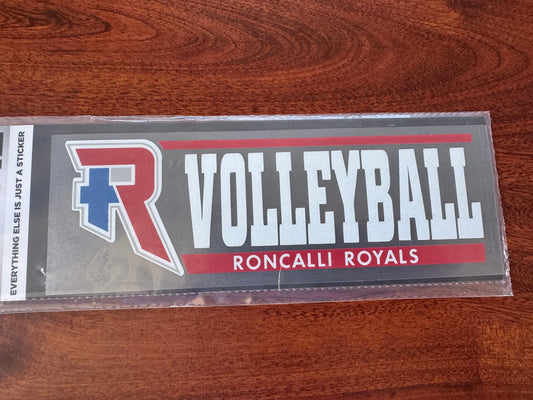 EVERYTHING ELSE IS JUST A STICKER
R
VOLLEYBALL
RONCALLI ROYALS